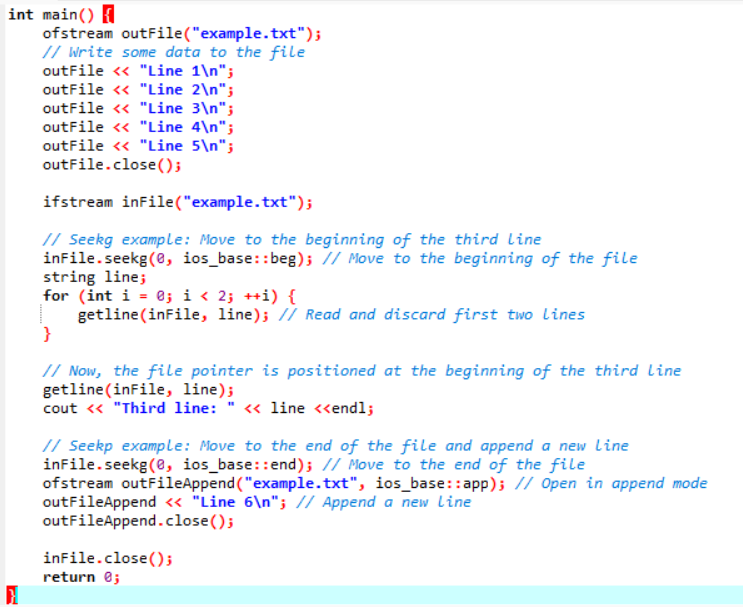 int main() {
    ofstream outFile("example.txt");
    // Write some data to the file
    outFile << "Line 1\n";
    outFile << "Line 2\n";
    outFile << "Line 3\n";
    outFile << "Line 4\n";
    outFile << "Line 5\n";
    outFile.close();

    ifstream inFile("example.txt");

    // Seekg example: Move to the beginning of the third line
    inFile.seekg(0, ios_base::beg); // Move to the beginning of the file
    string line;
    for (int i = 0; i < 2; ++i) {
        getline(inFile, line); // Read and discard first two lines
    }

    // Now, the file pointer is positioned at the beginning of the third line
    getline(inFile, line);
    cout << "Third line: " << line <<endl;

    // Seekp example: Move to the end of the file and append a new line
    inFile.seekg(0, ios_base::end); // Move to the end of the file
    ofstream outFileAppend("example.txt", ios_base::app); // Open in append mode
    outFileAppend << "Line 6\n"; // Append a new line
    outFileAppend.close();

    inFile.close();
    return 0;
}